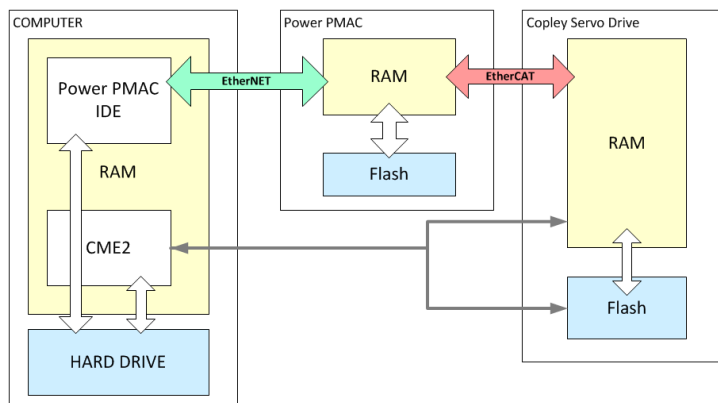 COMPUTER
Power PMAC
IDE
RAM
CME2
HARD DRIVE
EtherNET
Power PMAC
RAM
Flash
EtherCAT
Copley Servo Drive
RAM
Flash